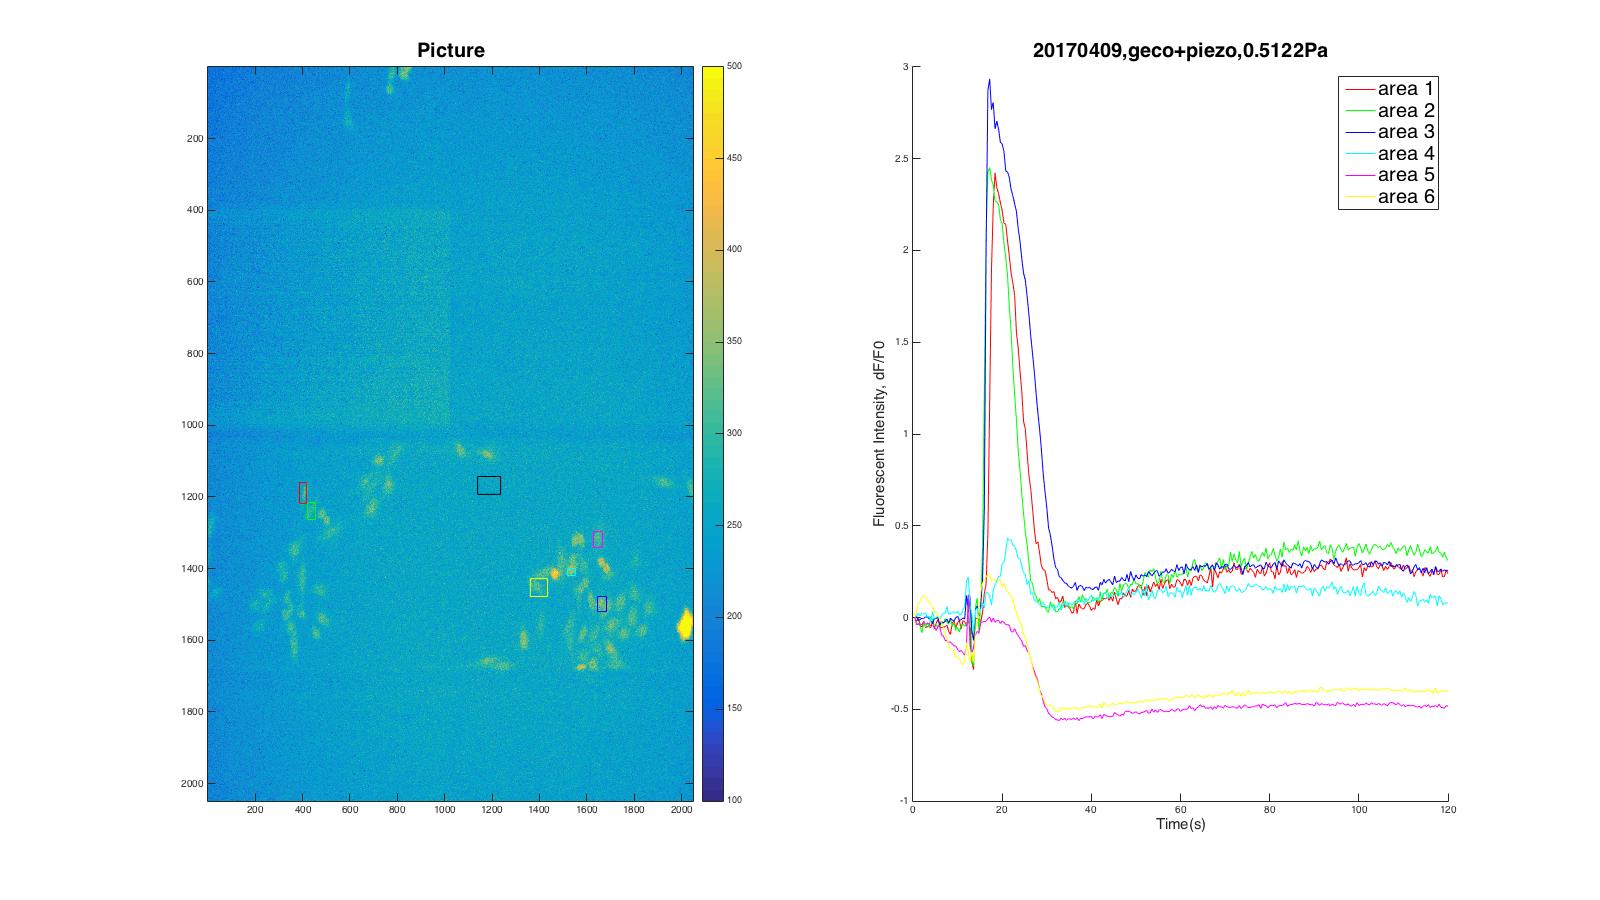 Picture
200
400
600
800
1000
1200
1400
1600
1800
2000
200 400 600 800 1000 1200 1400 1600 1800 2000
500
450
400
350
300
250
200
150
100
20170409,geco+piezo,0.5122Pa
Fluorescent Intensity, dF/F0
3
2.5
2
1.5
1
0.5
0
-0.5
-1
0 20 40 60 80 100 120
Time(s)
area 1
area 2
area 3
area 4
area 5
area 6